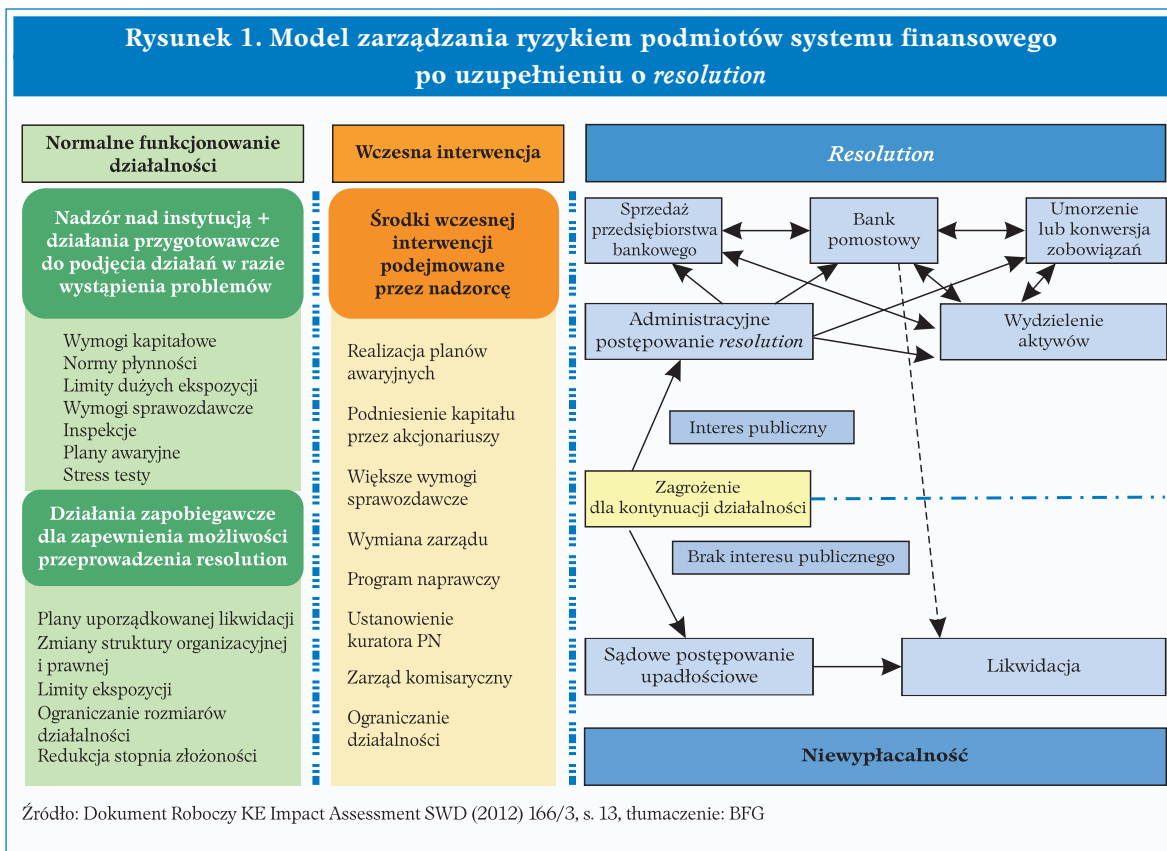 Rysunek 1. Model zarządzania ryzykiem podmiotów systemu finansowego
po uzupełnieniu o resolution
Normalne funkcjonowanie
działalności
Nadzór nad instytucją +
działania przygotowawcze
do podjęcia działań w razie
wystąpienia problemów
Wymogi kapitałowe
Normy płynności
Limity dużych ekspozycji
Wymogi sprawozdawcze
Inspekcje
Plany awaryjne
Stress testy
Działania zapobiegawcze
dla zapewnienia możliwości
przeprowadzenia resolution
Plany uporządkowanej likwidacji
Zmiany struktury organizacyjnej
i prawnej
Limity ekspozycji
Ograniczanie rozmiarów
działalności
Redukcja stopnia złożoności
Wczesna interwencja
Środki wczesnej
interwencji
podejmowane
przez nadzorcę
Realizacja planów
awaryjnych
Podniesienie kapitału
przez akcjonariuszy
Większe wymogi
sprawozdawcze
Wymiana zarządu
Program naprawczy
Ustanowienie
kuratora PN
Zarząd komisaryczny
Ograniczanie
działalności
Resolution
Sprzedaż
przedsiębiorstwa
bankowego
Bank
pomostowy
Umorzenie
lub konwersja
zobowiązań
Administracyjne
postępowanie resolution
Wydzielenie
aktywów
Interes publiczny
Zagrożenie
dla kontynuacji działalności
Brak interesu publicznego
Sądowe postępowanie
upadłościowe
Likwidacja
Niewypłacalność
Źródło: Dokument Roboczy KE Impact Assessment SWD (2012) 166/3, s. 13, tłumaczenie: BFG